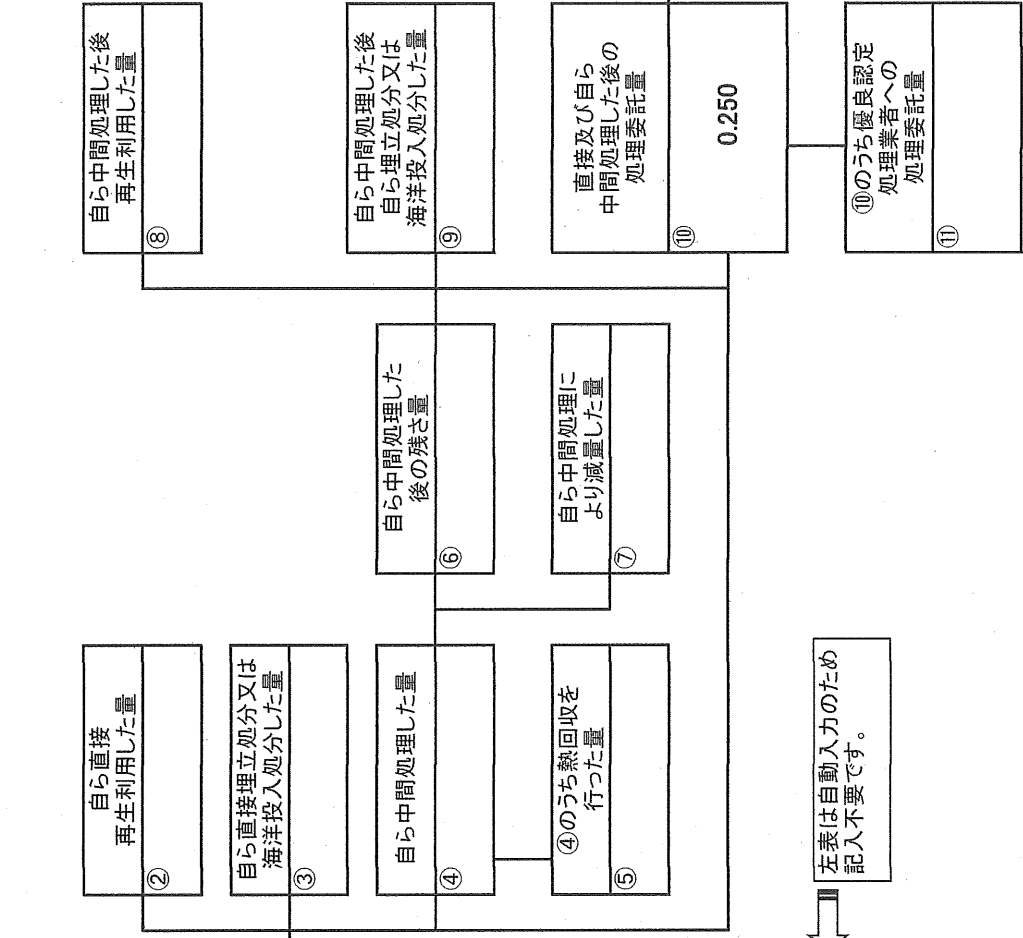 自ら直接
再生利用した量
②
自ら直接埋立処分又は
海洋投入処分した量
③
自ら中間処理した量
④
④のうち熱回収を
行った量
⑤
自ら中間処理した
後の残さ量
⑥
自ら中間処理に
より減量した量
⑦
自ら中間処理した後
再生利用した量
⑧
自ら中間処理した後
自ら埋立処分又は
海洋投入処分した量
⑨
直接及び自ら
中間処理した後の
処理委託量
⑩
0.250
⑩のうち優良認定
処理業者への
処理委託量
⑪
左表は自動入力のため
記入不要です。